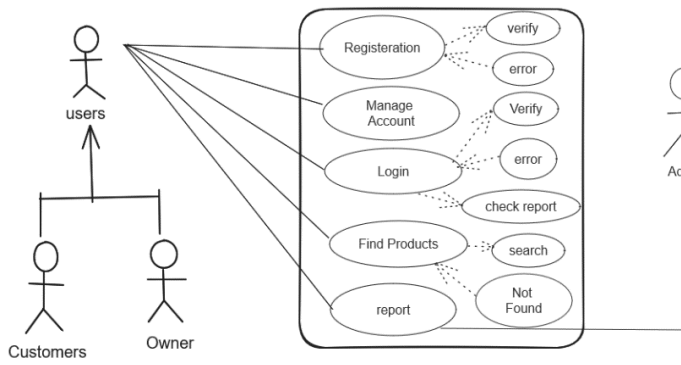 users
Customers
Owner
Registeration
verify
error
Manage
Account
Verify
Login
error
check report
Find Products
search
Not
Found
report